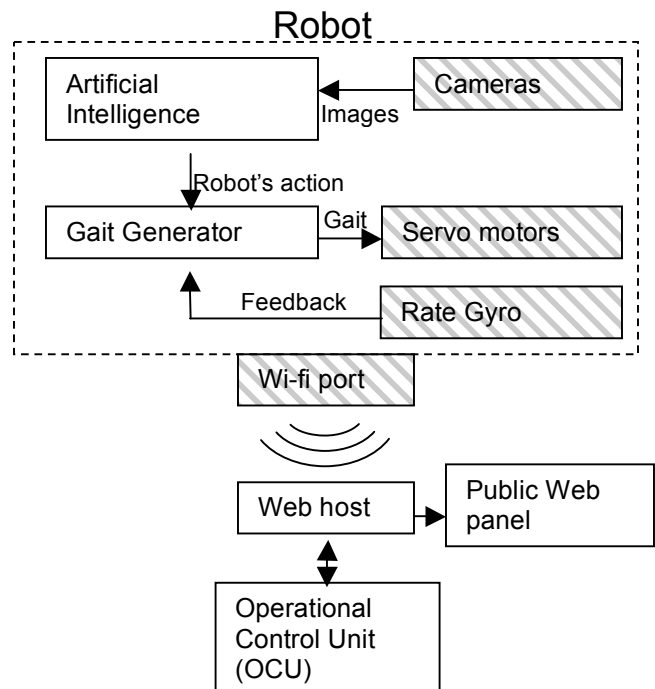 Robot
Artificial
Intelligence
Cameras
Images
Robot's action
Gait Generator
Gait
Servo motors
Feedback
Rate Gyro
Wi-fi port
Web host
Public Web
panel
Operational
Control Unit
(OCU)